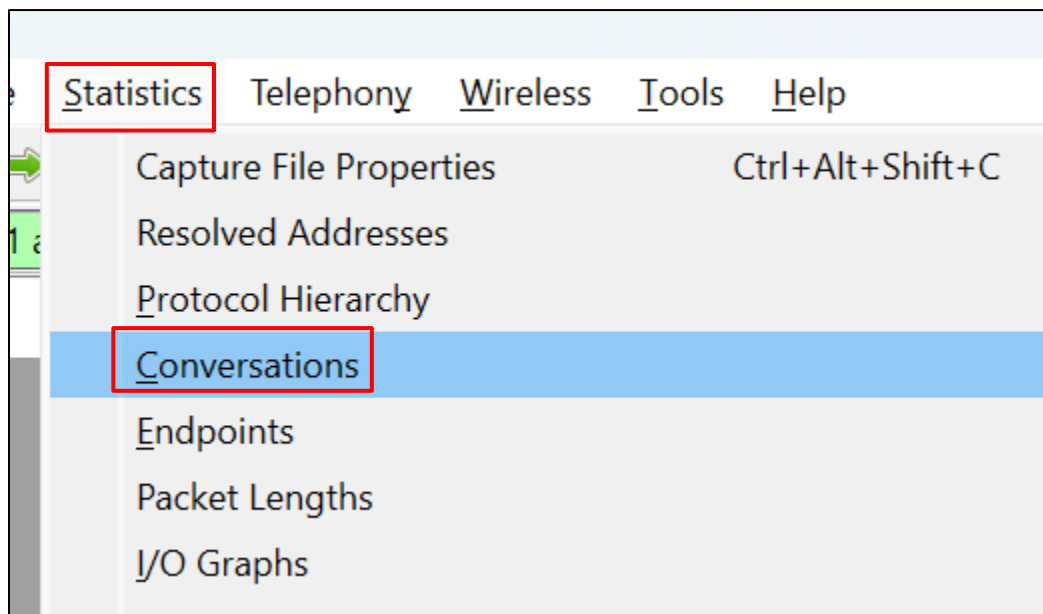 Statistics Telephony Wireless Tools Help
Capture File Properties Ctrl+Alt+Shift+C
Resolved Addresses
Protocol Hierarchy
Conversations
Endpoints
Packet Lengths
I/O Graphs